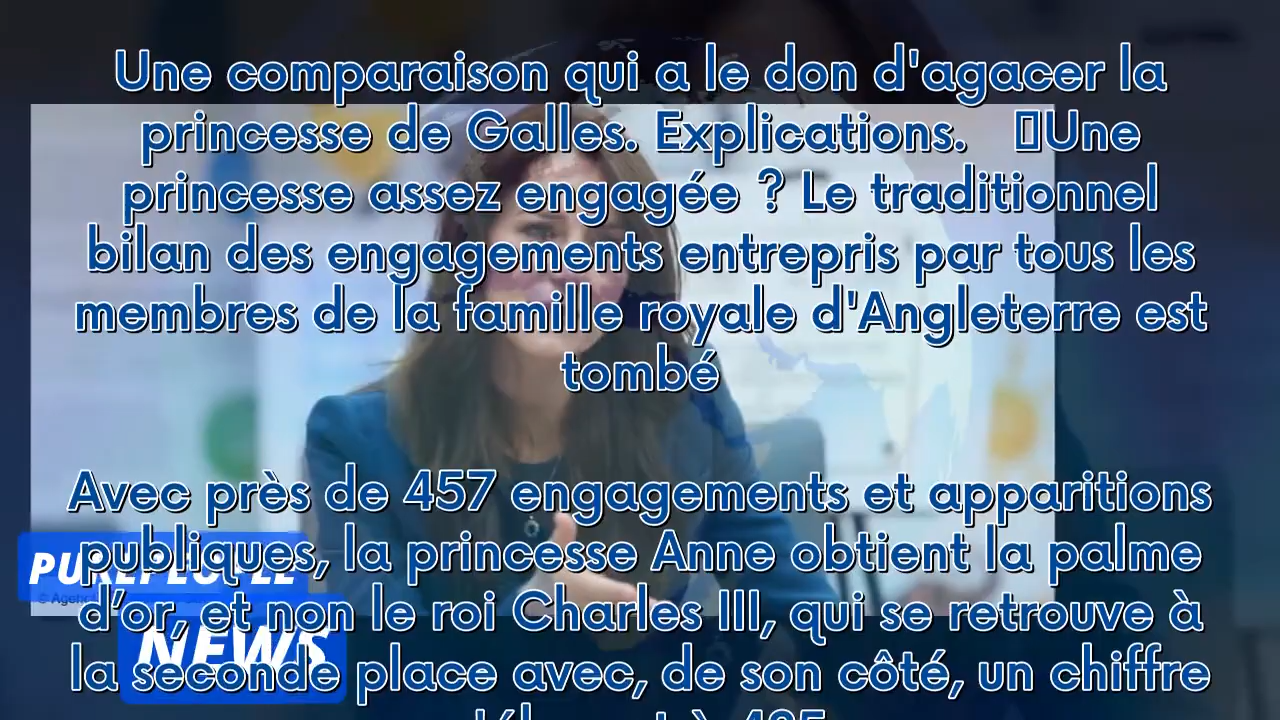 Une comparaison qui a le don d'agacer la
princesse de Galles. Explications. Une
princesse assez engagée ? Le traditionnel
bilan des engagements entrepris par tous les
membres de la famille royale d'Angleterre est
tombé
Avec près de 457 engagements et apparitions
publiques, la princesse Anne obtient la palme
PUREPEOPLE
d’or, et non le roi Charles III, qui se retrouve à
NEWS
la seconde place avec, de son côté, un chiffre